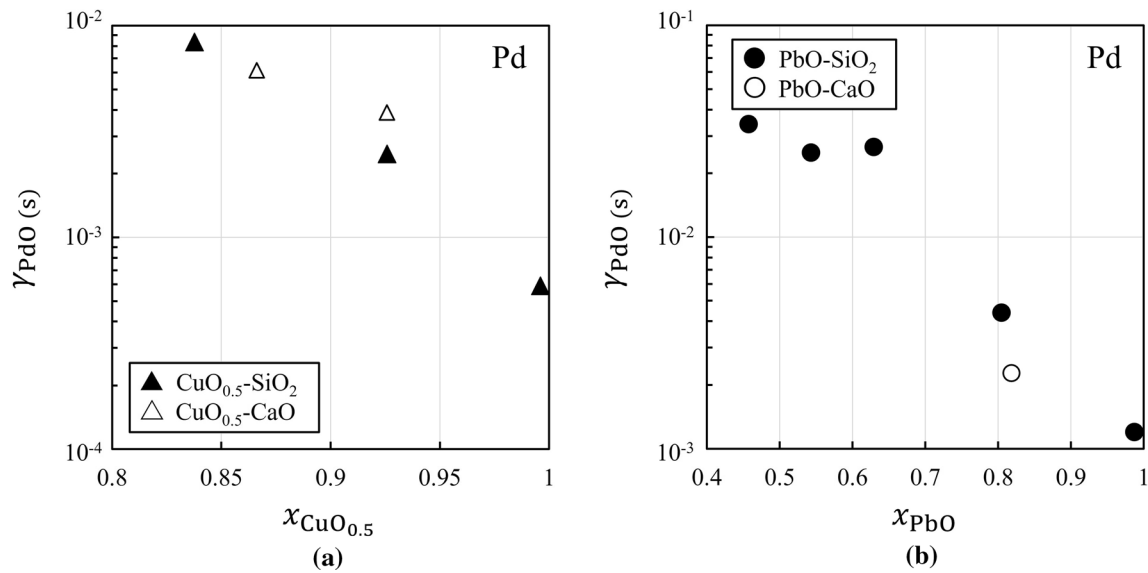 10⁻²
Pd
10⁻³
10⁻⁴
γPdO (s)
CuO0.5-SiO2
CuO0.5-CaO
0.8 0.85 0.9 0.95 1
xCuO0.5
(a)
10⁻¹
PbO-SiO2
PbO-CaO
Pd
10⁻²
10⁻³
γPdO (s)
0.4 0.5 0.6 0.7 0.8 0.9 1
xPbO
(b)